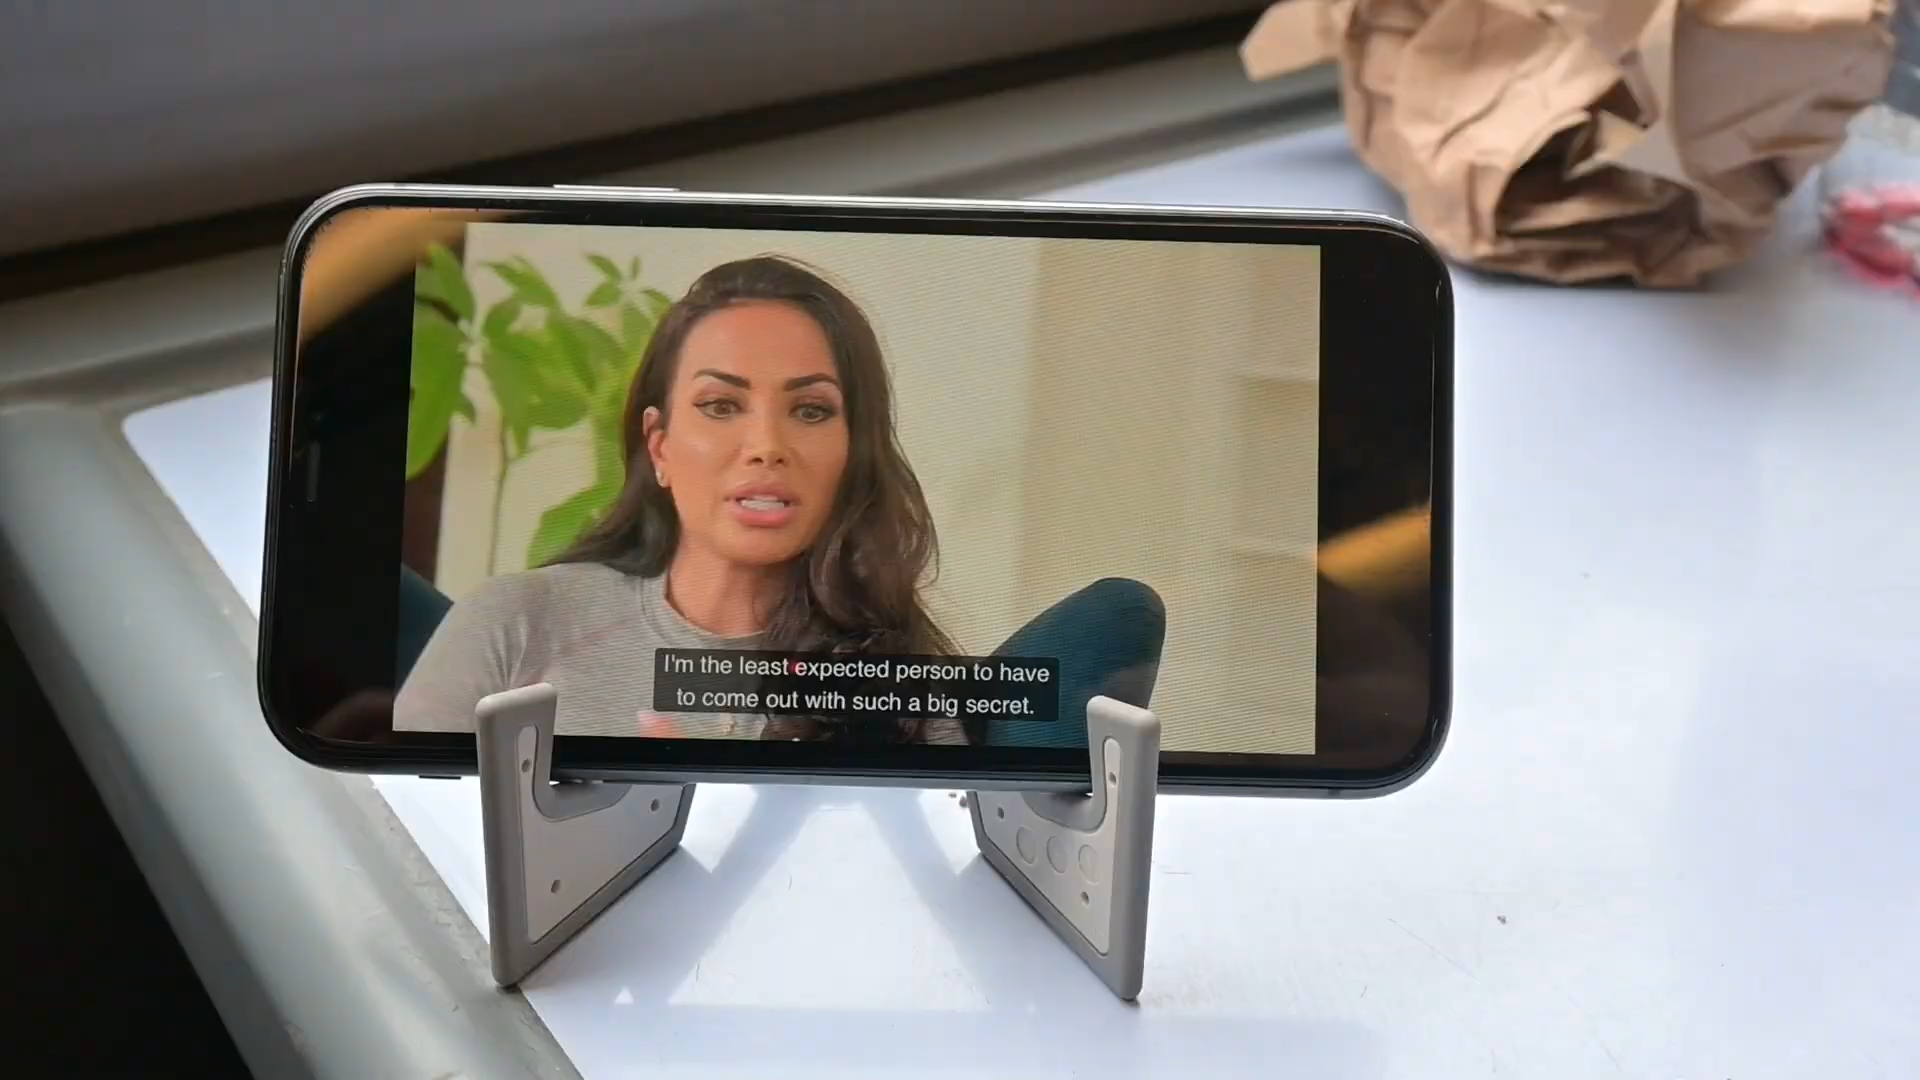 I'm the least expected person to have
to come out with such a big secret.